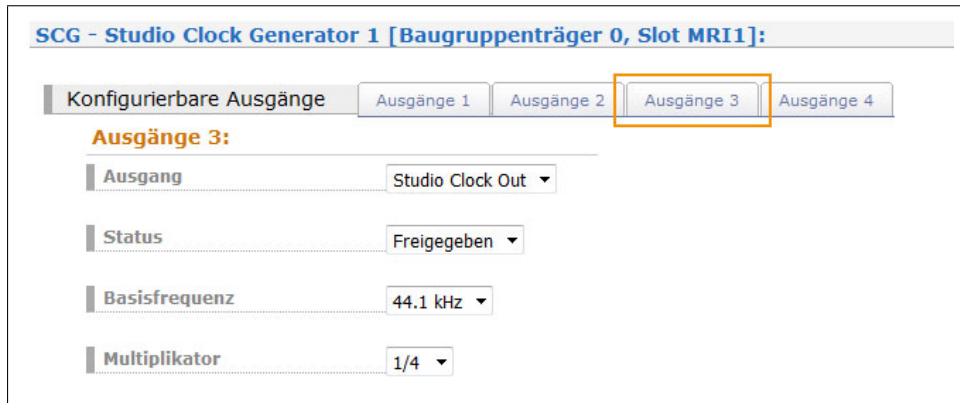 SCG - Studio Clock Generator 1 [Baugruppenträger 0, Slot MRI1]:
Konfigurierbare Ausgänge Ausgänge 1 Ausgänge 2 Ausgänge 3 Ausgänge 4
Ausgänge 3:
Ausgang Studio Clock Out
Status Freigegeben
Basisfrequenz 44.1 kHz
Multiplikator 1/4